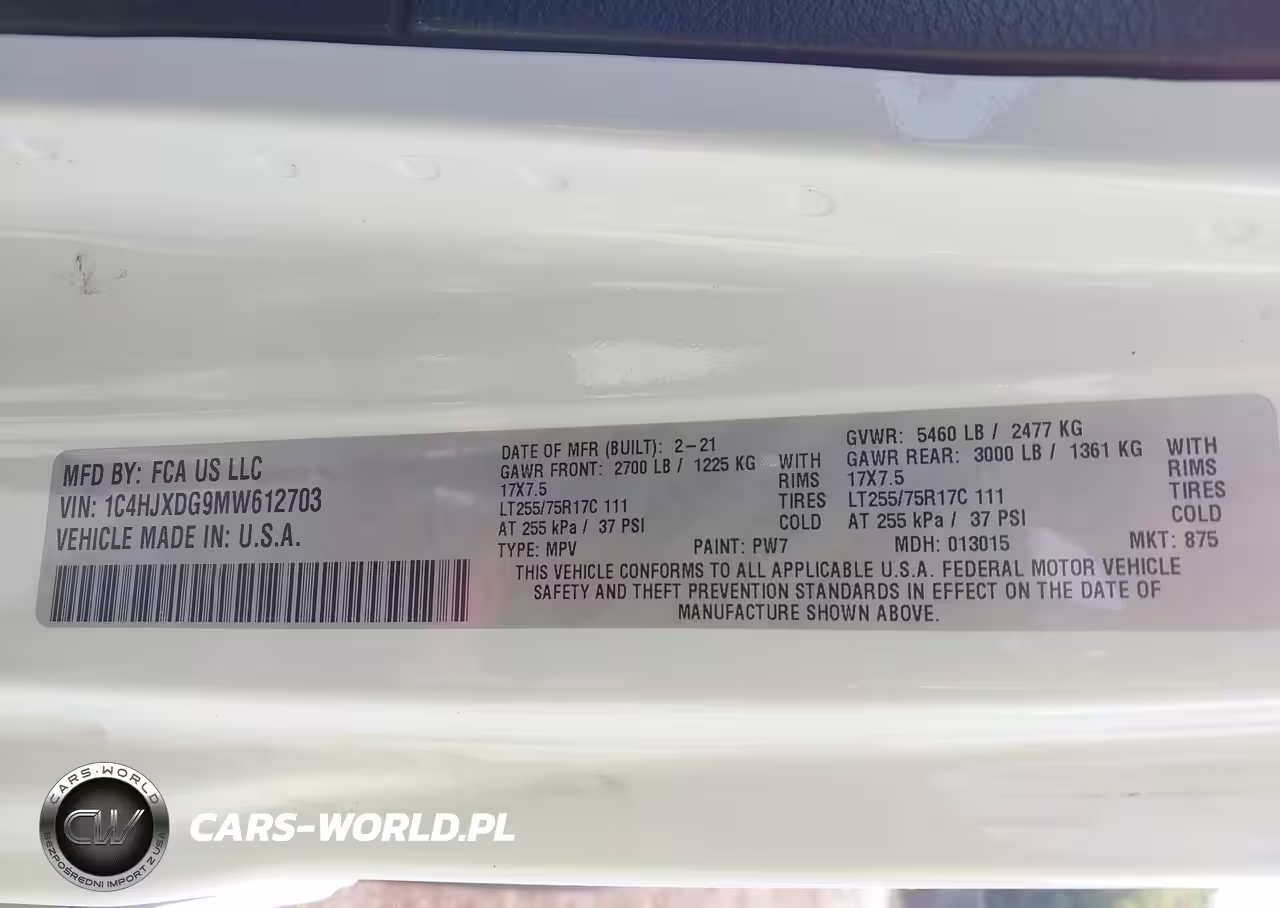 MFD BY: FCA US LLC
VIN: 1C4HJXDG9MW612703
VEHICLE MADE IN: U.S.A.
DATE OF MFR (BUILT): 2-21
GAWR FRONT: 2700 LB / 1225 KG WITH
17X7.5 RIMS
LT255/75R17C 111 TIRES
AT 255 kPa / 37 PSI COLD
GVWR: 5460 LB / 2477 KG
GAWR REAR: 3000 LB / 1361 KG WITH
17X7.5 RIMS
LT255/75R17C 111 TIRES
AT 255 kPa / 37 PSI COLD
TYPE: MPV PAINT: PW7 MDH: 013015 MKT: 875
THIS VEHICLE CONFORMS TO ALL APPLICABLE U.S.A. FEDERAL MOTOR VEHICLE
SAFETY AND THEFT PREVENTION STANDARDS IN EFFECT ON THE DATE OF
MANUFACTURE SHOWN ABOVE.
CARS-WORLD
CW
BEZPOŚREDNI IMPORT Z USA
CARS-WORLD.PL